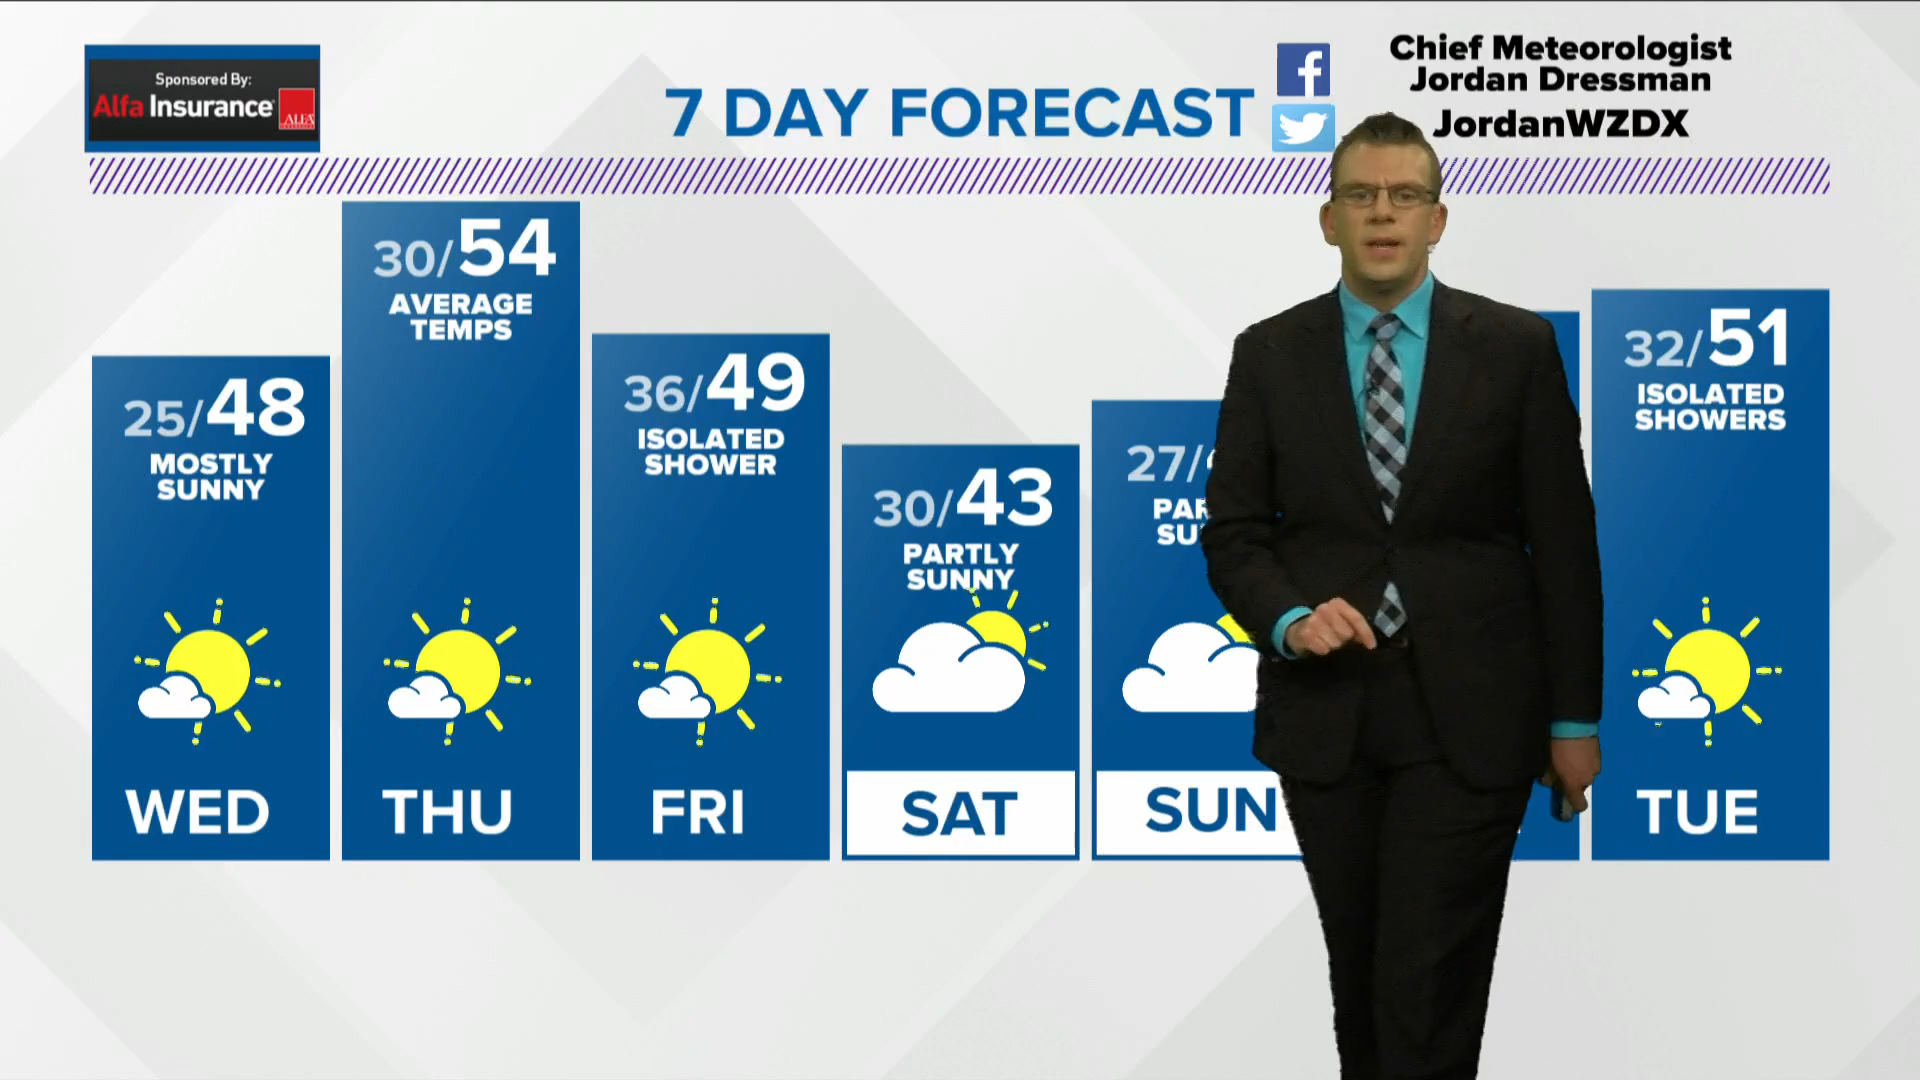 Sponsored By:
Alfa Insurance
ALFA
7 DAY FORECAST
Chief Meteorologist
Jordan Dressman
JordanWZDX
25/48
MOSTLY
SUNNY
WED
30/54
AVERAGE
TEMPS
THU
36/49
ISOLATED
SHOWER
FRI
30/43
PARTLY
SUNNY
SAT
27/
SUN
32/51
ISOLATED
SHOWERS
TUE